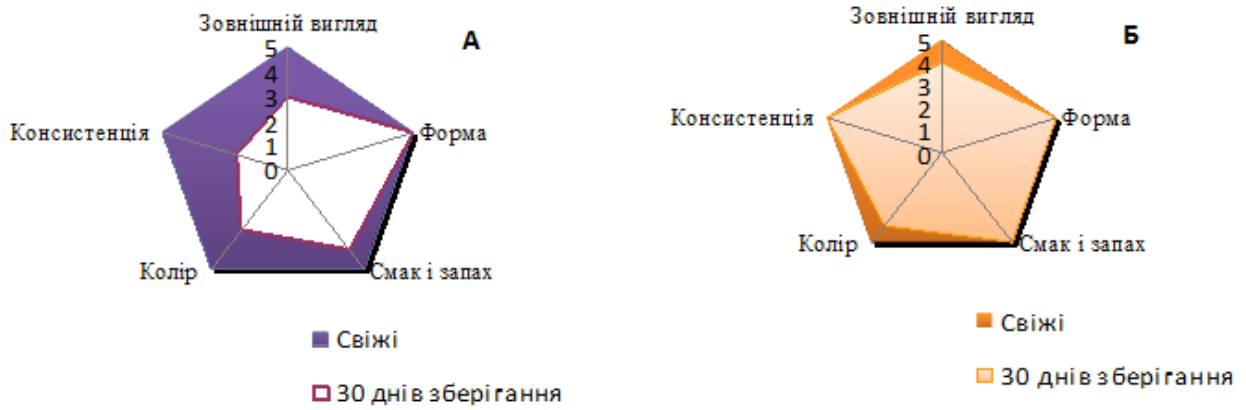 Зовнішній вигляд
А
5
4
3
2
1
0
Консистенція
Форма
Колір
Смак і запах
Свіжі
30 днів зберігання
Зовнішній вигляд
Б
5
4
3
2
1
0
Консистенція
Форма
Колір
Смак і запах
Свіжі
30 днів зберігання